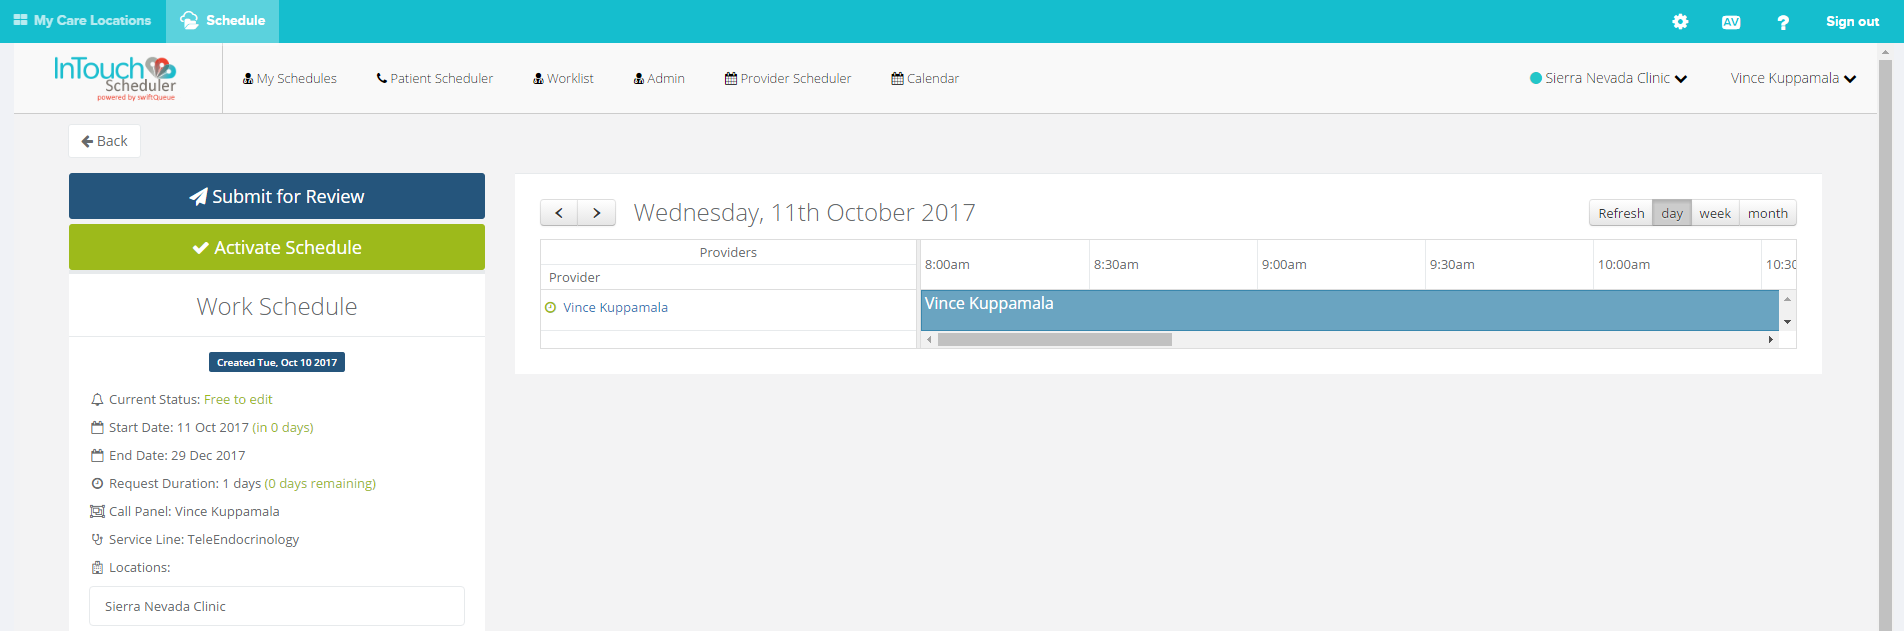 My Care Locations Schedule AV ? Sign out
InTouch
Scheduler
powered by swiftQueue
My Schedules Patient Scheduler Worklist Admin Provider Scheduler Calendar Sierra Nevada Clinic Vince Kuppamala
Back
Submit for Review
Activate Schedule
Work Schedule
Created Tue, Oct 10 2017
Current Status: Free to edit
Start Date: 11 Oct 2017 (in 0 days)
End Date: 29 Dec 2017
Request Duration: 1 days (0 days remaining)
Call Panel: Vince Kuppamala
Service Line: TeleEndocrinology
Locations:
Sierra Nevada Clinic
< > Wednesday, 11th October 2017 Refresh day week month
Providers
Provider
8:00am 8:30am 9:00am 9:30am 10:00am 10:30
Vince Kuppamala
Vince Kuppamala